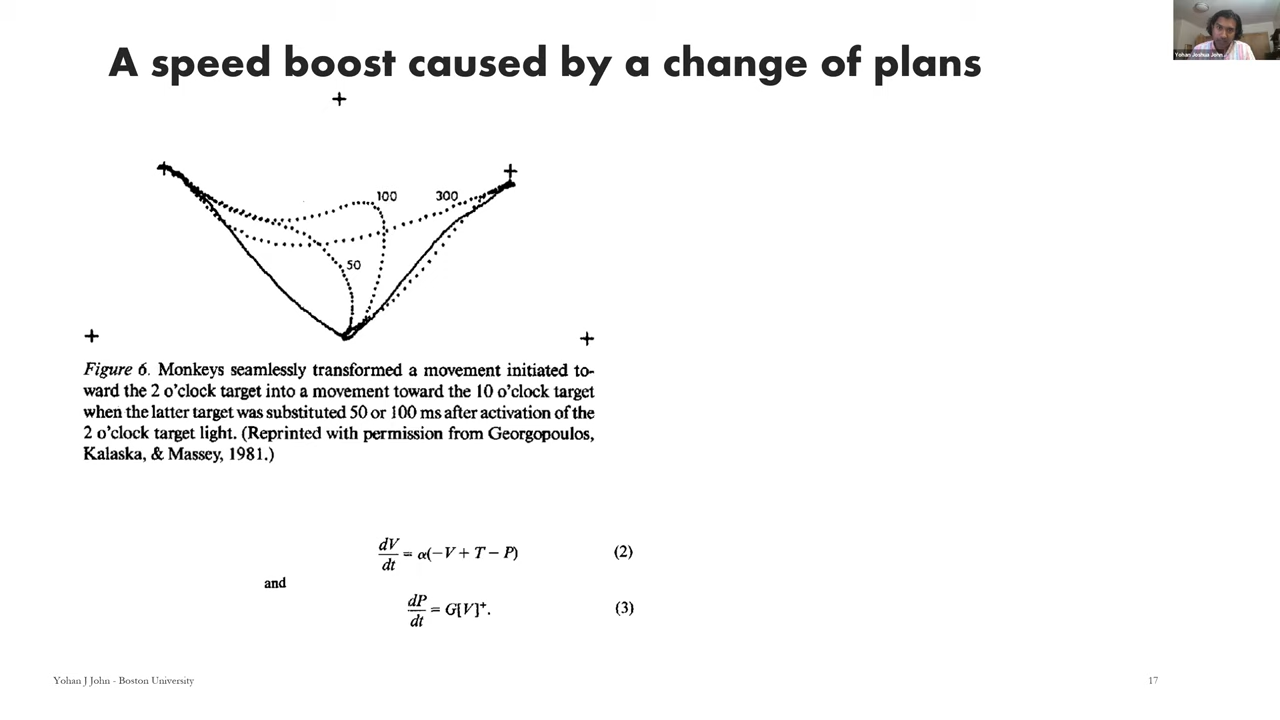 A speed boost caused by a change of plans
Yohan Joshua John
100
300
50
Figure 6. Monkeys seamlessly transformed a movement initiated to-
ward the 2 o'clock target into a movement toward the 10 o'clock target
when the latter target was substituted 50 or 100 ms after activation of the
2 o'clock target light. (Reprinted with permission from Georgopoulos,
Kalaska, & Massey, 1981.)
dV/dt = α(−V + T − P) (2)
and
dP/dt = G[V]⁺. (3)
Yohan J John - Boston University
17